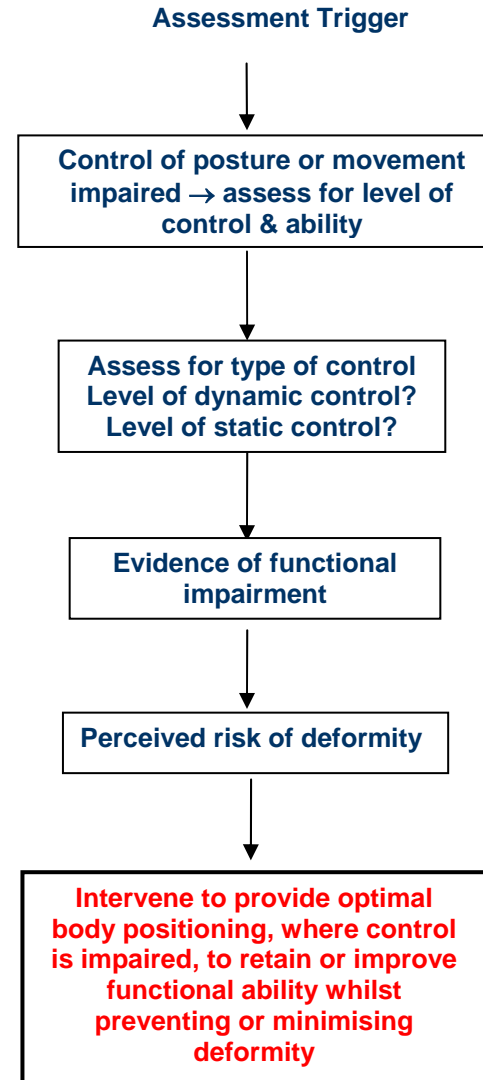 Assessment Trigger
Control of posture or movement
impaired → assess for level of
control & ability
Assess for type of control
Level of dynamic control?
Level of static control?
Evidence of functional
impairment
Perceived risk of deformity
Intervene to provide optimal
body positioning, where control
is impaired, to retain or improve
functional ability whilst
preventing or minimising
deformity